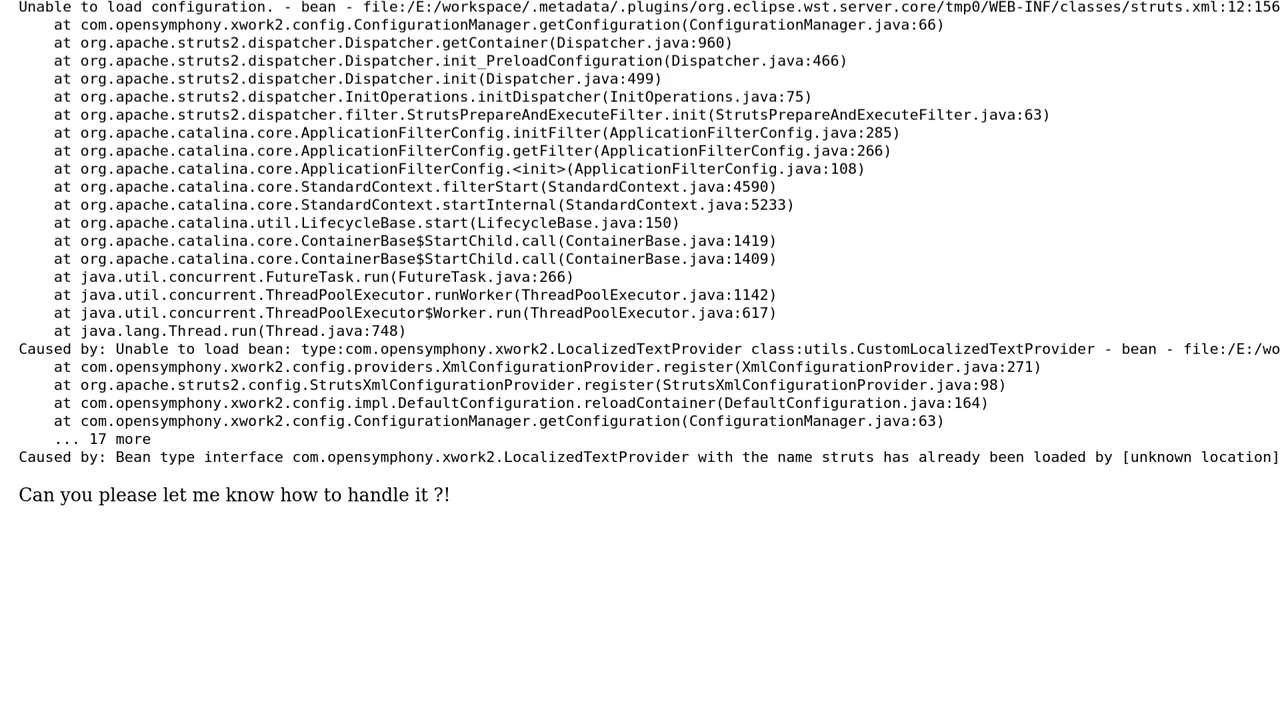 Unable to load configuration. - bean - file:/E:/workspace/.metadata/.plugins/org.eclipse.wst.server.core/tmp0/WEB-INF/classes/struts.xml:12:156
at com.opensymphony.xwork2.config.ConfigurationManager.getConfiguration(ConfigurationManager.java:66)
at org.apache.struts2.dispatcher.Dispatcher.getContainer(Dispatcher.java:960)
at org.apache.struts2.dispatcher.Dispatcher.init_PreloadConfiguration(Dispatcher.java:466)
at org.apache.struts2.dispatcher.Dispatcher.init(Dispatcher.java:499)
at org.apache.struts2.dispatcher.InitOperations.initDispatcher(InitOperations.java:75)
at org.apache.struts2.dispatcher.filter.StrutsPrepareAndExecuteFilter.init(StrutsPrepareAndExecuteFilter.java:63)
at org.apache.catalina.core.ApplicationFilterConfig.initFilter(ApplicationFilterConfig.java:285)
at org.apache.catalina.core.ApplicationFilterConfig.getFilter(ApplicationFilterConfig.java:266)
at org.apache.catalina.core.ApplicationFilterConfig.<init>(ApplicationFilterConfig.java:108)
at org.apache.catalina.core.StandardContext.filterStart(StandardContext.java:4590)
at org.apache.catalina.core.StandardContext.startInternal(StandardContext.java:5233)
at org.apache.catalina.util.LifecycleBase.start(LifecycleBase.java:150)
at org.apache.catalina.core.ContainerBase$StartChild.call(ContainerBase.java:1419)
at org.apache.catalina.core.ContainerBase$StartChild.call(ContainerBase.java:1409)
at java.util.concurrent.FutureTask.run(FutureTask.java:266)
at java.util.concurrent.ThreadPoolExecutor.runWorker(ThreadPoolExecutor.java:1142)
at java.util.concurrent.ThreadPoolExecutor$Worker.run(ThreadPoolExecutor.java:617)
at java.lang.Thread.run(Thread.java:748)
Caused by: Unable to load bean: type:com.opensymphony.xwork2.LocalizedTextProvider class:utils.CustomLocalizedTextProvider - bean - file:/E:/wo
at com.opensymphony.xwork2.config.providers.XmlConfigurationProvider.register(XmlConfigurationProvider.java:271)
at org.apache.struts2.config.StrutsXmlConfigurationProvider.register(StrutsXmlConfigurationProvider.java:98)
at com.opensymphony.xwork2.config.impl.DefaultConfiguration.reloadContainer(DefaultConfiguration.java:164)
at com.opensymphony.xwork2.config.ConfigurationManager.getConfiguration(ConfigurationManager.java:63)
... 17 more
Caused by: Bean type interface com.opensymphony.xwork2.LocalizedTextProvider with the name struts has already been loaded by [unknown location]
Can you please let me know how to handle it ?!